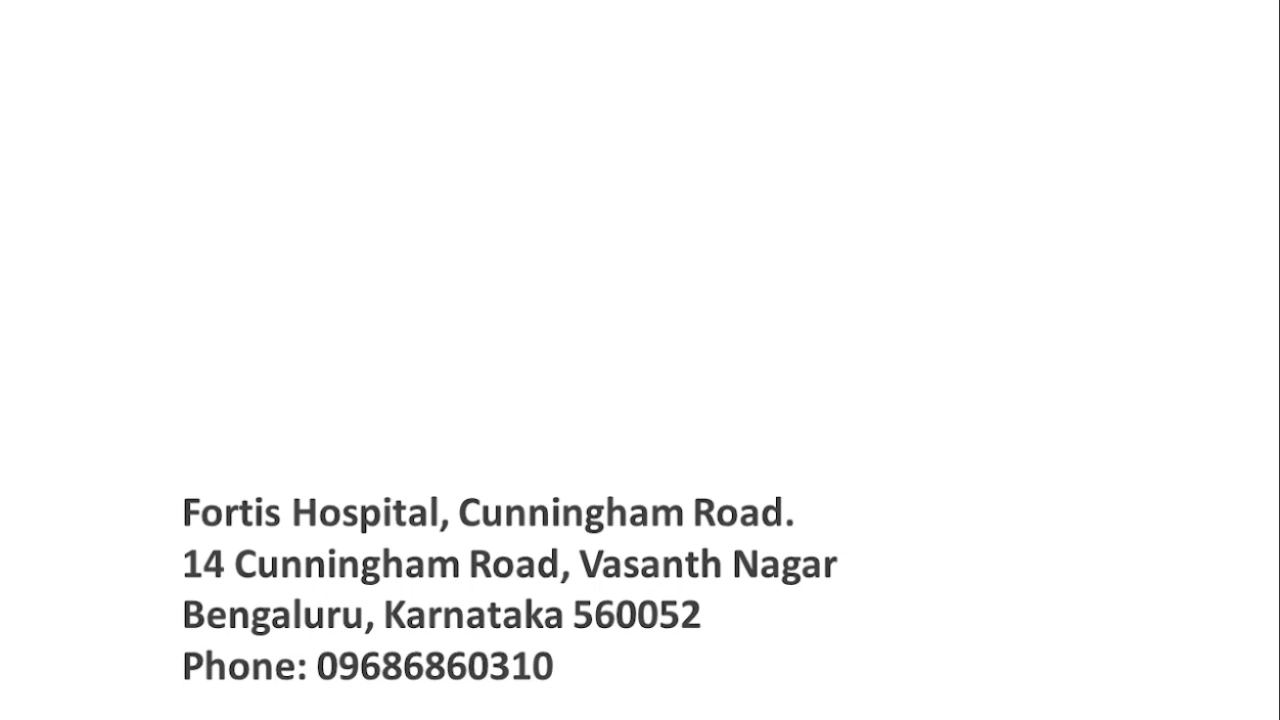 Fortis Hospital, Cunningham Road.
14 Cunningham Road, Vasanth Nagar
Bengaluru, Karnataka 560052
Phone: 09686860310